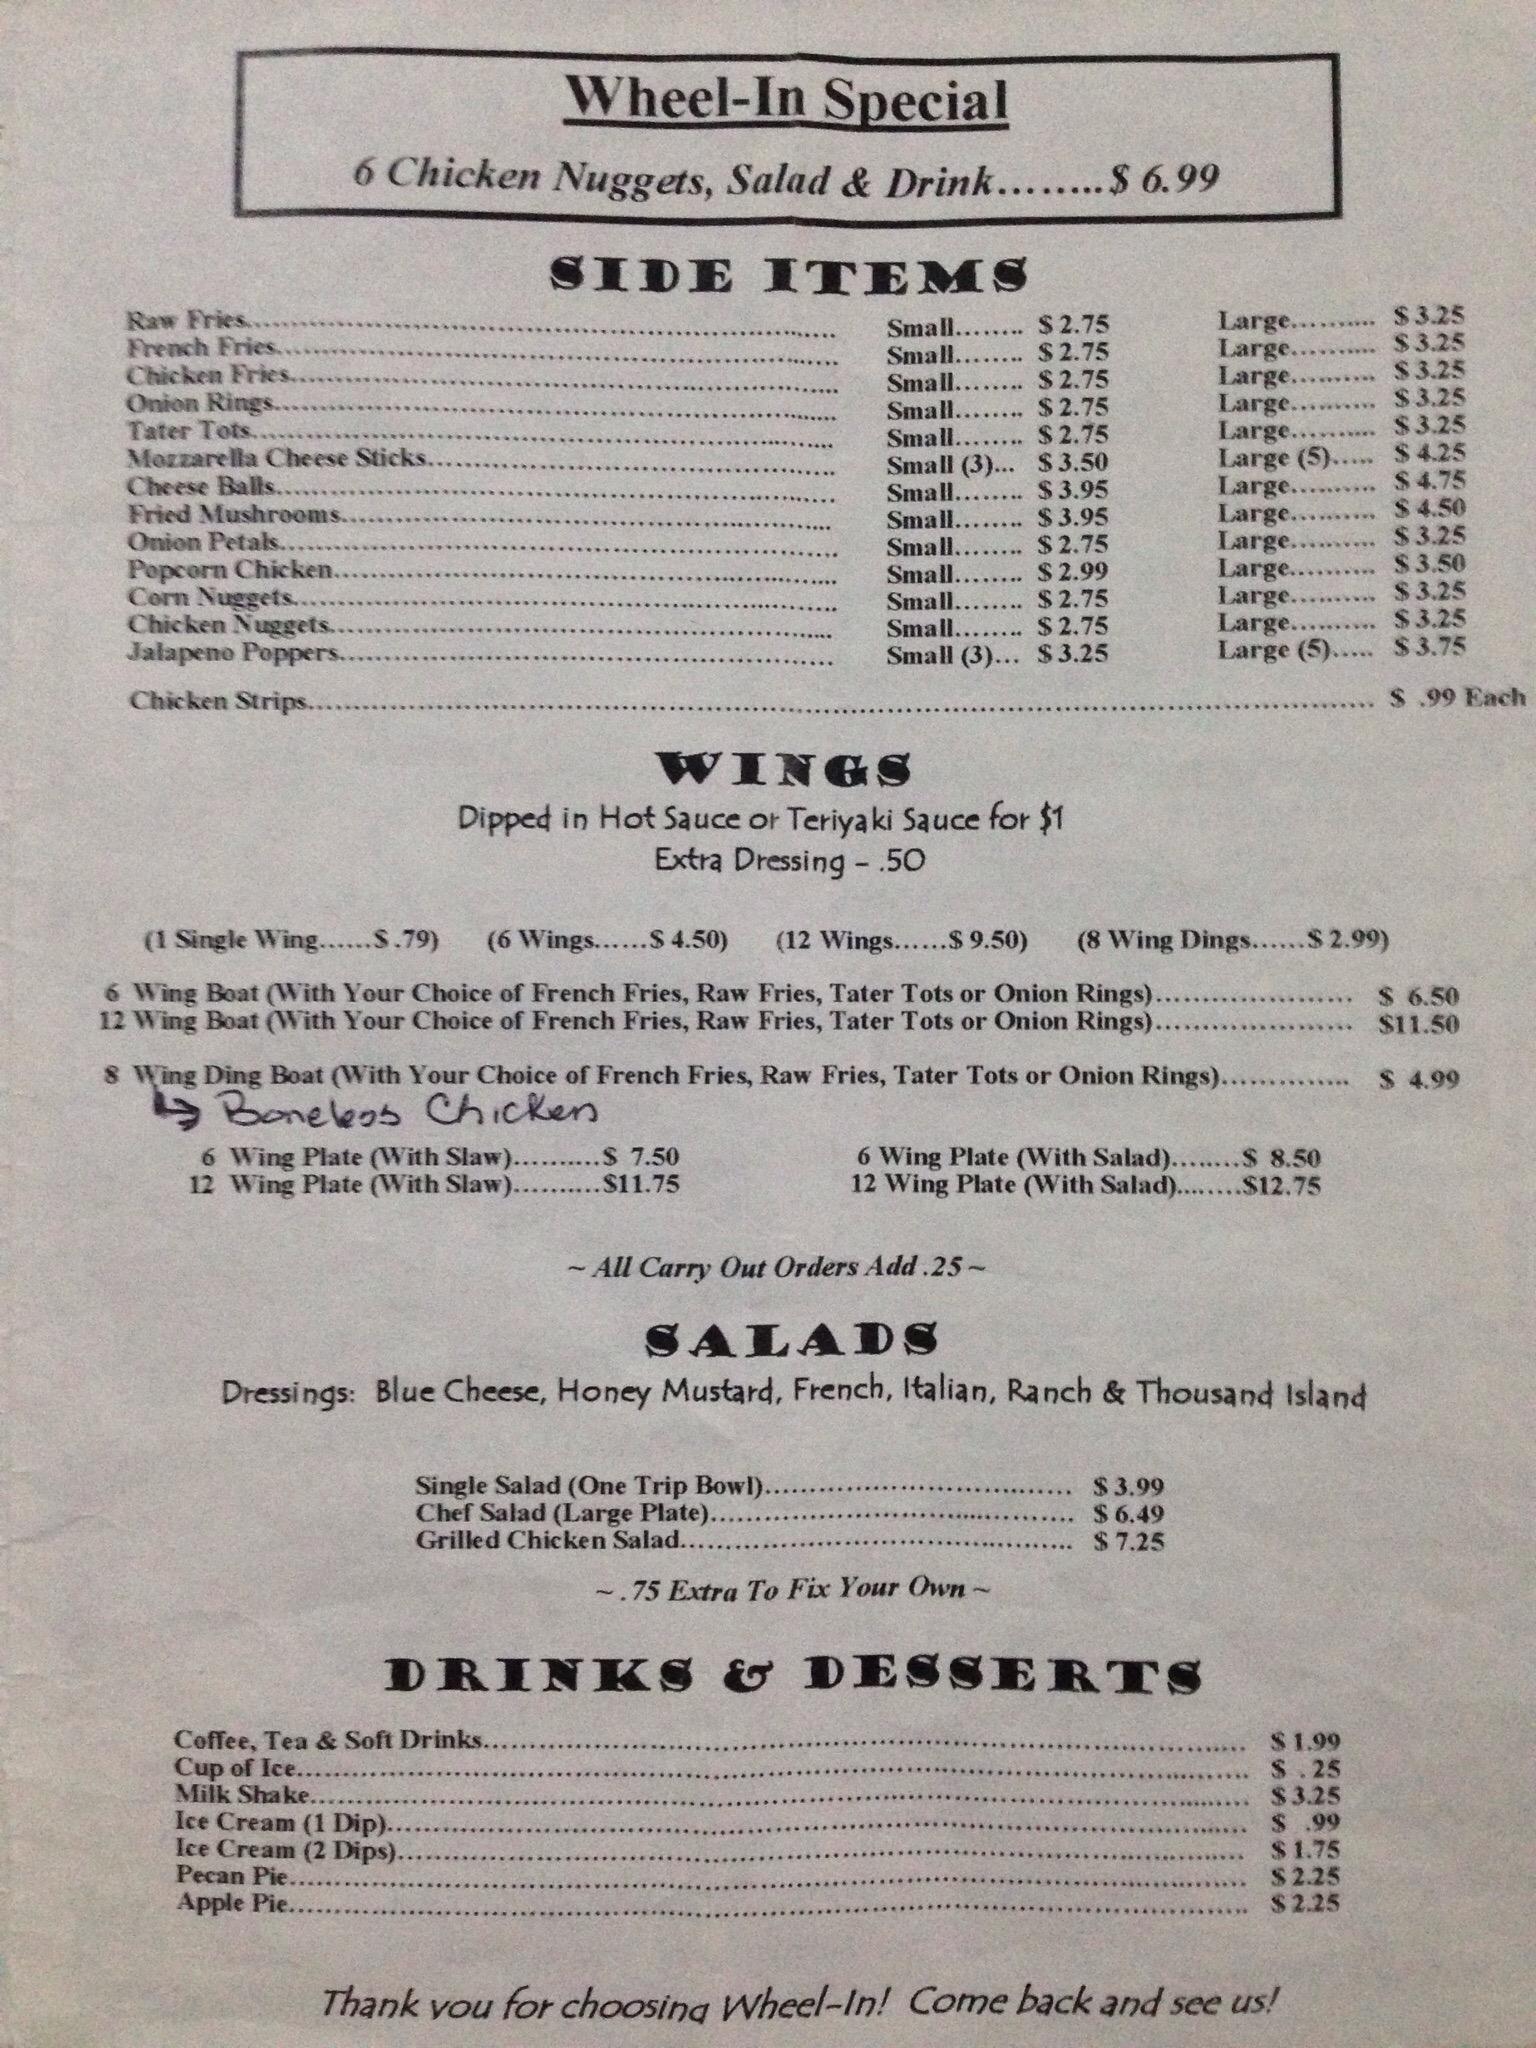 Wheel-In Special
6 Chicken Nuggets, Salad & Drink........$ 6.99
SIDE ITEMS
Raw Fries.......... Small........ $ 2.75 Large.......... $ 3.25
French Fries.......... Small........ $ 2.75 Large.......... $ 3.25
Chicken Fries.......... Small........ $ 2.75 Large.......... $ 3.25
Onion Rings.......... Small........ $ 2.75 Large.......... $ 3.25
Tater Tots.......... Small........ $ 2.75 Large.......... $ 3.25
Mozzarella Cheese Sticks.......... Small (3)... $ 3.50 Large (5)..... $ 4.25
Cheese Balls.......... Small........ $ 3.95 Large.......... $ 4.75
Fried Mushrooms.......... Small........ $ 3.95 Large.......... $ 4.50
Onion Petals.......... Small........ $ 2.75 Large.......... $ 3.25
Popcorn Chicken.......... Small........ $ 2.99 Large.......... $ 3.50
Corn Nuggets.......... Small........ $ 2.75 Large.......... $ 3.25
Chicken Nuggets.......... Small........ $ 2.75 Large.......... $ 3.25
Jalapeno Poppers.......... Small (3)... $ 3.25 Large (5)..... $ 3.75
Chicken Strips.......... $ .99 Each
WINGS
Dipped in Hot Sauce or Teriyaki Sauce for $1
Extra Dressing - .50
(1 Single Wing......$ .79) (6 Wings......$ 4.50) (12 Wings......$ 9.50) (8 Wing Dings......$ 2.99)
6 Wing Boat (With Your Choice of French Fries, Raw Fries, Tater Tots or Onion Rings).......... $ 6.50
12 Wing Boat (With Your Choice of French Fries, Raw Fries, Tater Tots or Onion Rings).......... $11.50
8 Wing Ding Boat (With Your Choice of French Fries, Raw Fries, Tater Tots or Onion Rings).......... $ 4.99
↳ Boneless Chicken
6 Wing Plate (With Slaw)..........$ 7.50 6 Wing Plate (With Salad)........$ 8.50
12 Wing Plate (With Slaw)..........$11.75 12 Wing Plate (With Salad)........$12.75
~ All Carry Out Orders Add .25 ~
SALADS
Dressings: Blue Cheese, Honey Mustard, French, Italian, Ranch & Thousand Island
Single Salad (One Trip Bowl).......... $ 3.99
Chef Salad (Large Plate).......... $ 6.49
Grilled Chicken Salad.......... $ 7.25
~ .75 Extra To Fix Your Own ~
DRINKS & DESSERTS
Coffee, Tea & Soft Drinks.......... $ 1.99
Cup of Ice.......... $ .25
Milk Shake.......... $ 3.25
Ice Cream (1 Dip).......... $ .99
Ice Cream (2 Dips).......... $ 1.75
Pecan Pie.......... $ 2.25
Apple Pie.......... $ 2.25
Thank you for choosing Wheel-In! Come back and see us!